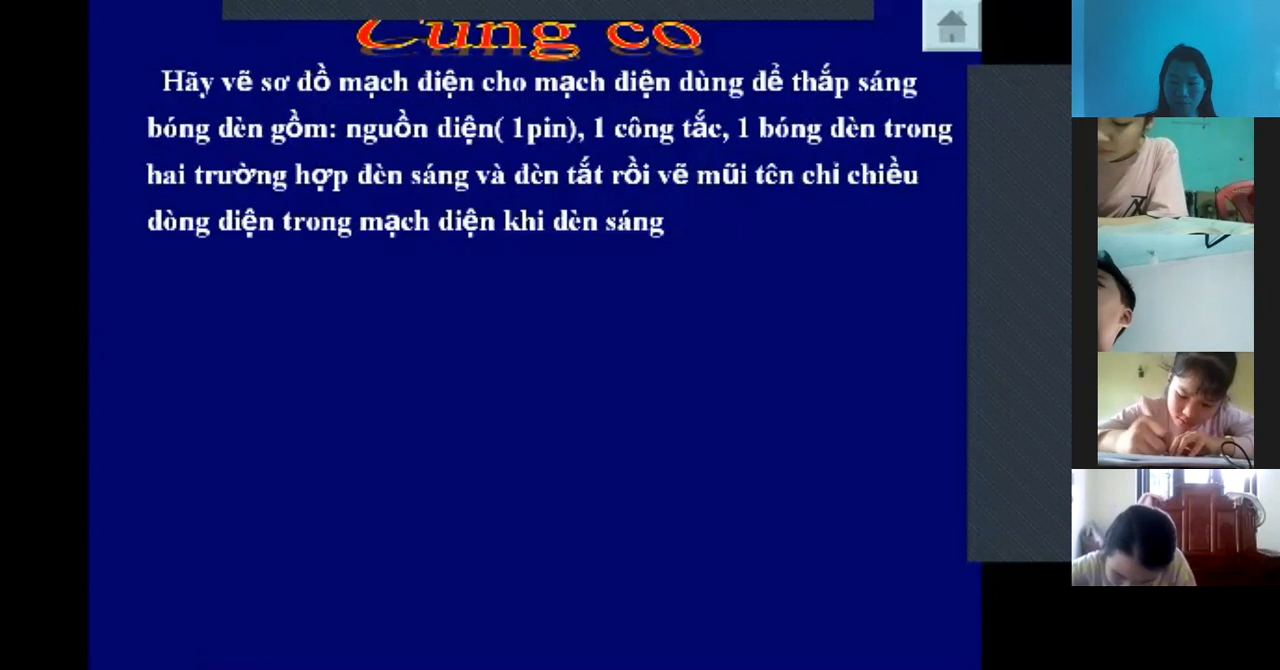 Củng cố
Hãy vẽ sơ đồ mạch điện cho mạch điện dùng để thắp sáng
bóng đèn gồm: nguồn điện( 1pin), 1 công tắc, 1 bóng đèn trong
hai trường hợp đèn sáng và đèn tắt rồi vẽ mũi tên chỉ chiều
dòng điện trong mạch điện khi đèn sáng